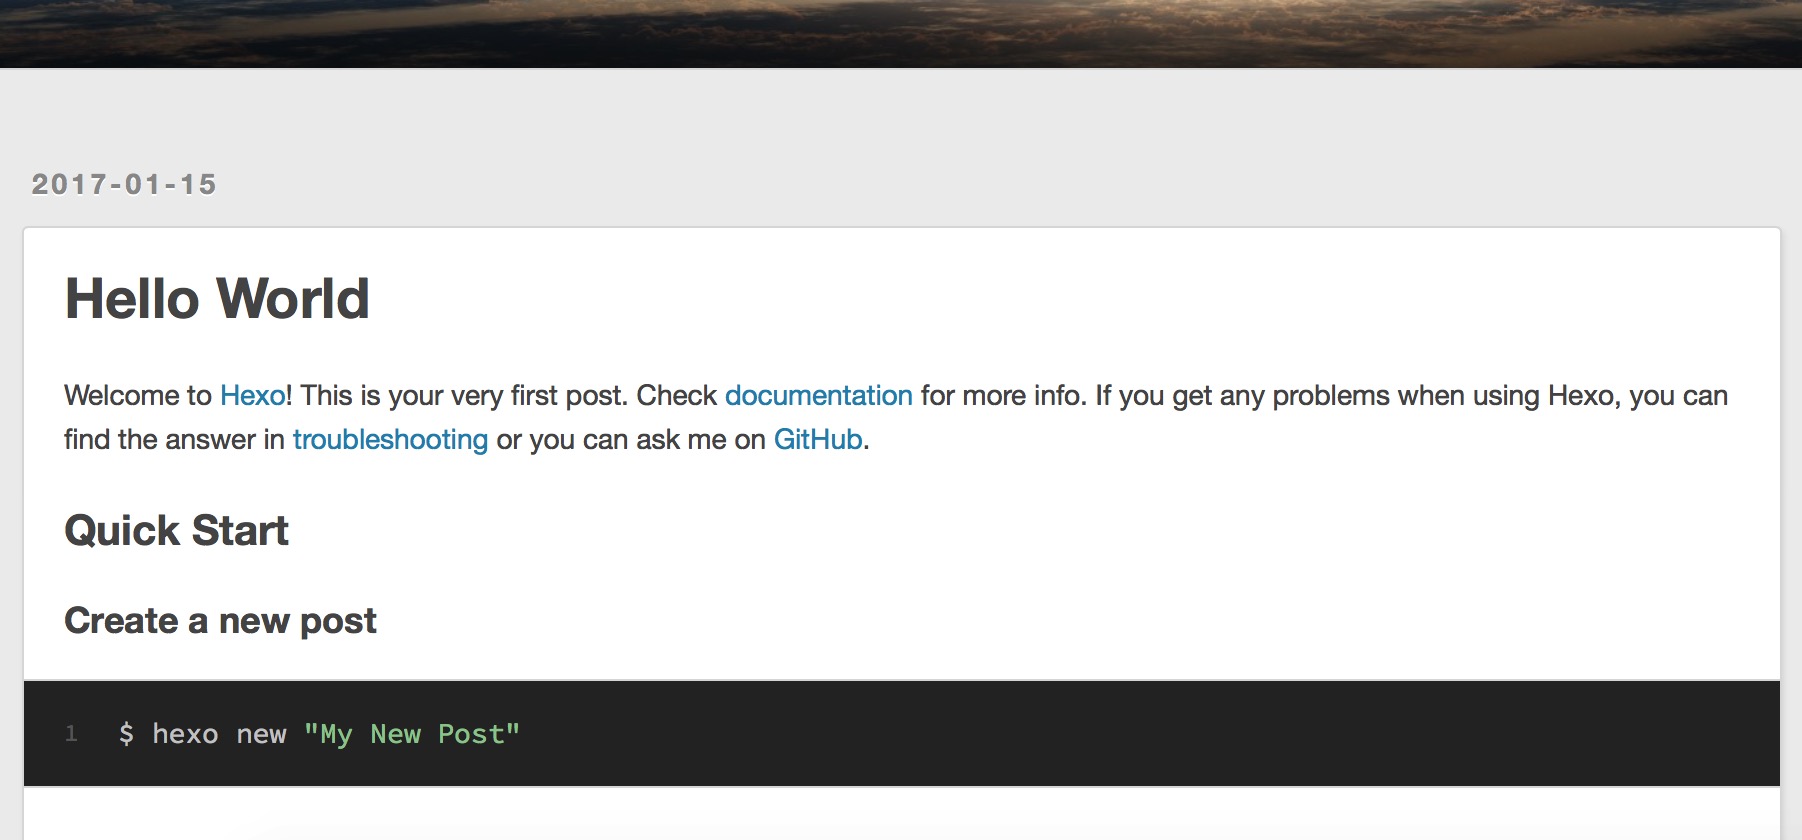 2017-01-15
Hello World
Welcome to Hexo! This is your very first post. Check documentation for more info. If you get any problems when using Hexo, you can
find the answer in troubleshooting or you can ask me on GitHub.
Quick Start
Create a new post
1 $ hexo new "My New Post"